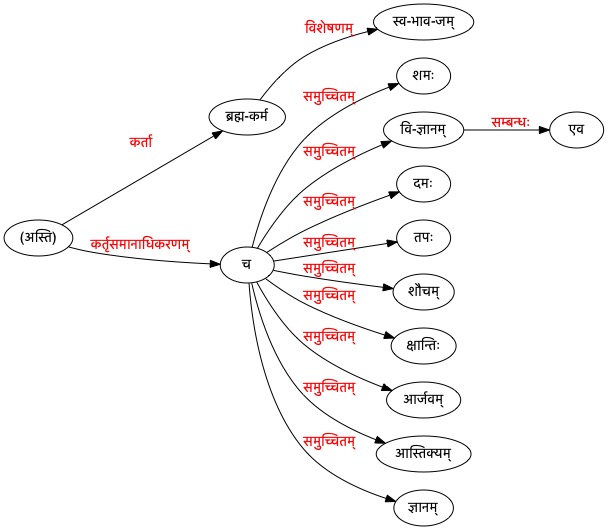 स्व-भाव-जम्
विशेषणम्
शमः
समुच्चितम्
ब्रह्म-कर्म
वि-ज्ञानम्
सम्बन्धः
एव
कर्ता
समुच्चितम्
दमः
समुच्चितम्
(अस्ति)
कर्तृसमानाधिकरणम्
समुच्चितम्
तपः
च
समुच्चितम्
शौचम्
समुच्चितम्
क्षान्तिः
समुच्चितम्
आर्जवम्
समुच्चितम्
आस्तिक्यम्
समुच्चितम्
ज्ञानम्